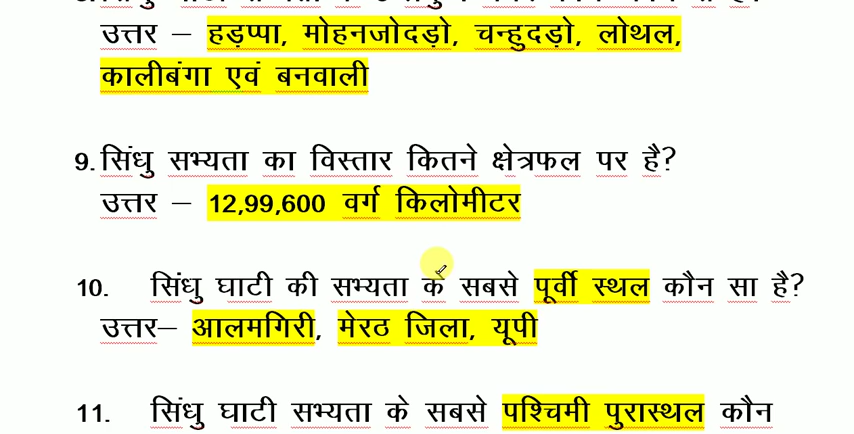 उत्तर – हड़प्पा, मोहनजोदड़ो, चन्हुदड़ो, लोथल,
कालीबंगा एवं बनवाली
9. सिंधु सभ्यता का विस्तार कितने क्षेत्रफल पर है?
उत्तर – 12,99,600 वर्ग किलोमीटर
10. सिंधु घाटी की सभ्यता के सबसे पूर्वी स्थल कौन सा है?
उत्तर– आलमगिरी, मेरठ जिला, यूपी
11. सिंधु घाटी सभ्यता के सबसे पश्चिमी पुरास्थल कौन